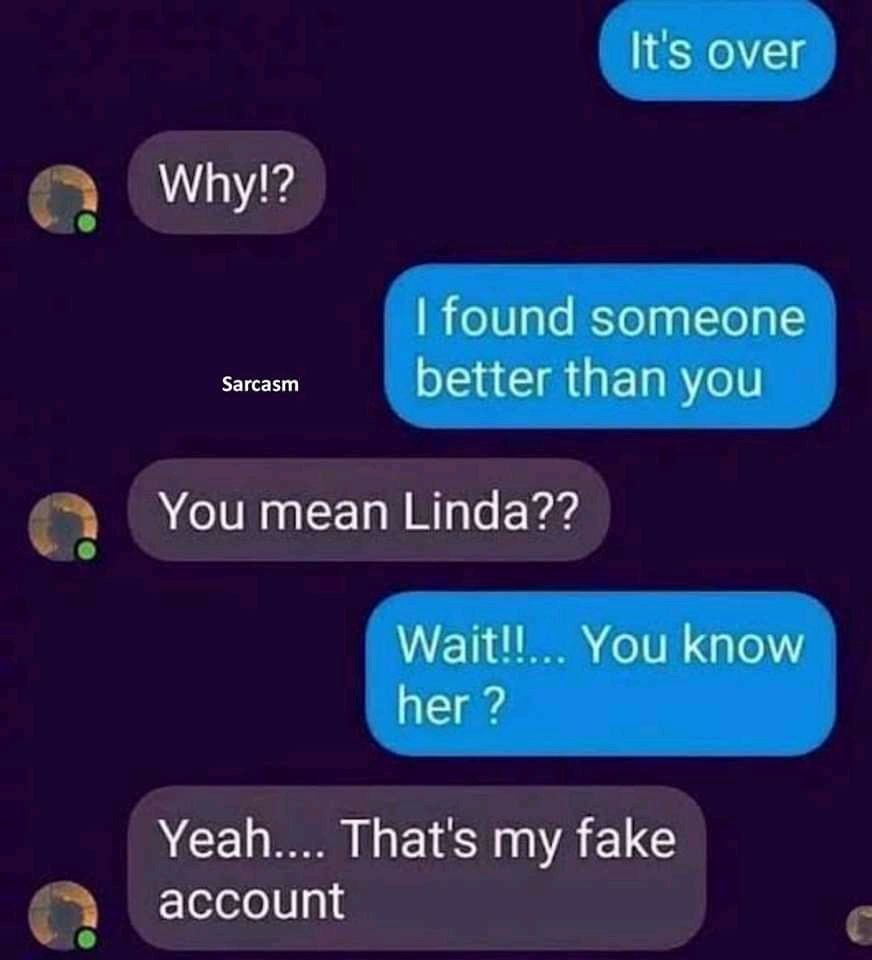 It's over
Why!?
I found someone
better than you
Sarcasm
You mean Linda??
Wait!!... You know
her ?
Yeah.... That's my fake
account